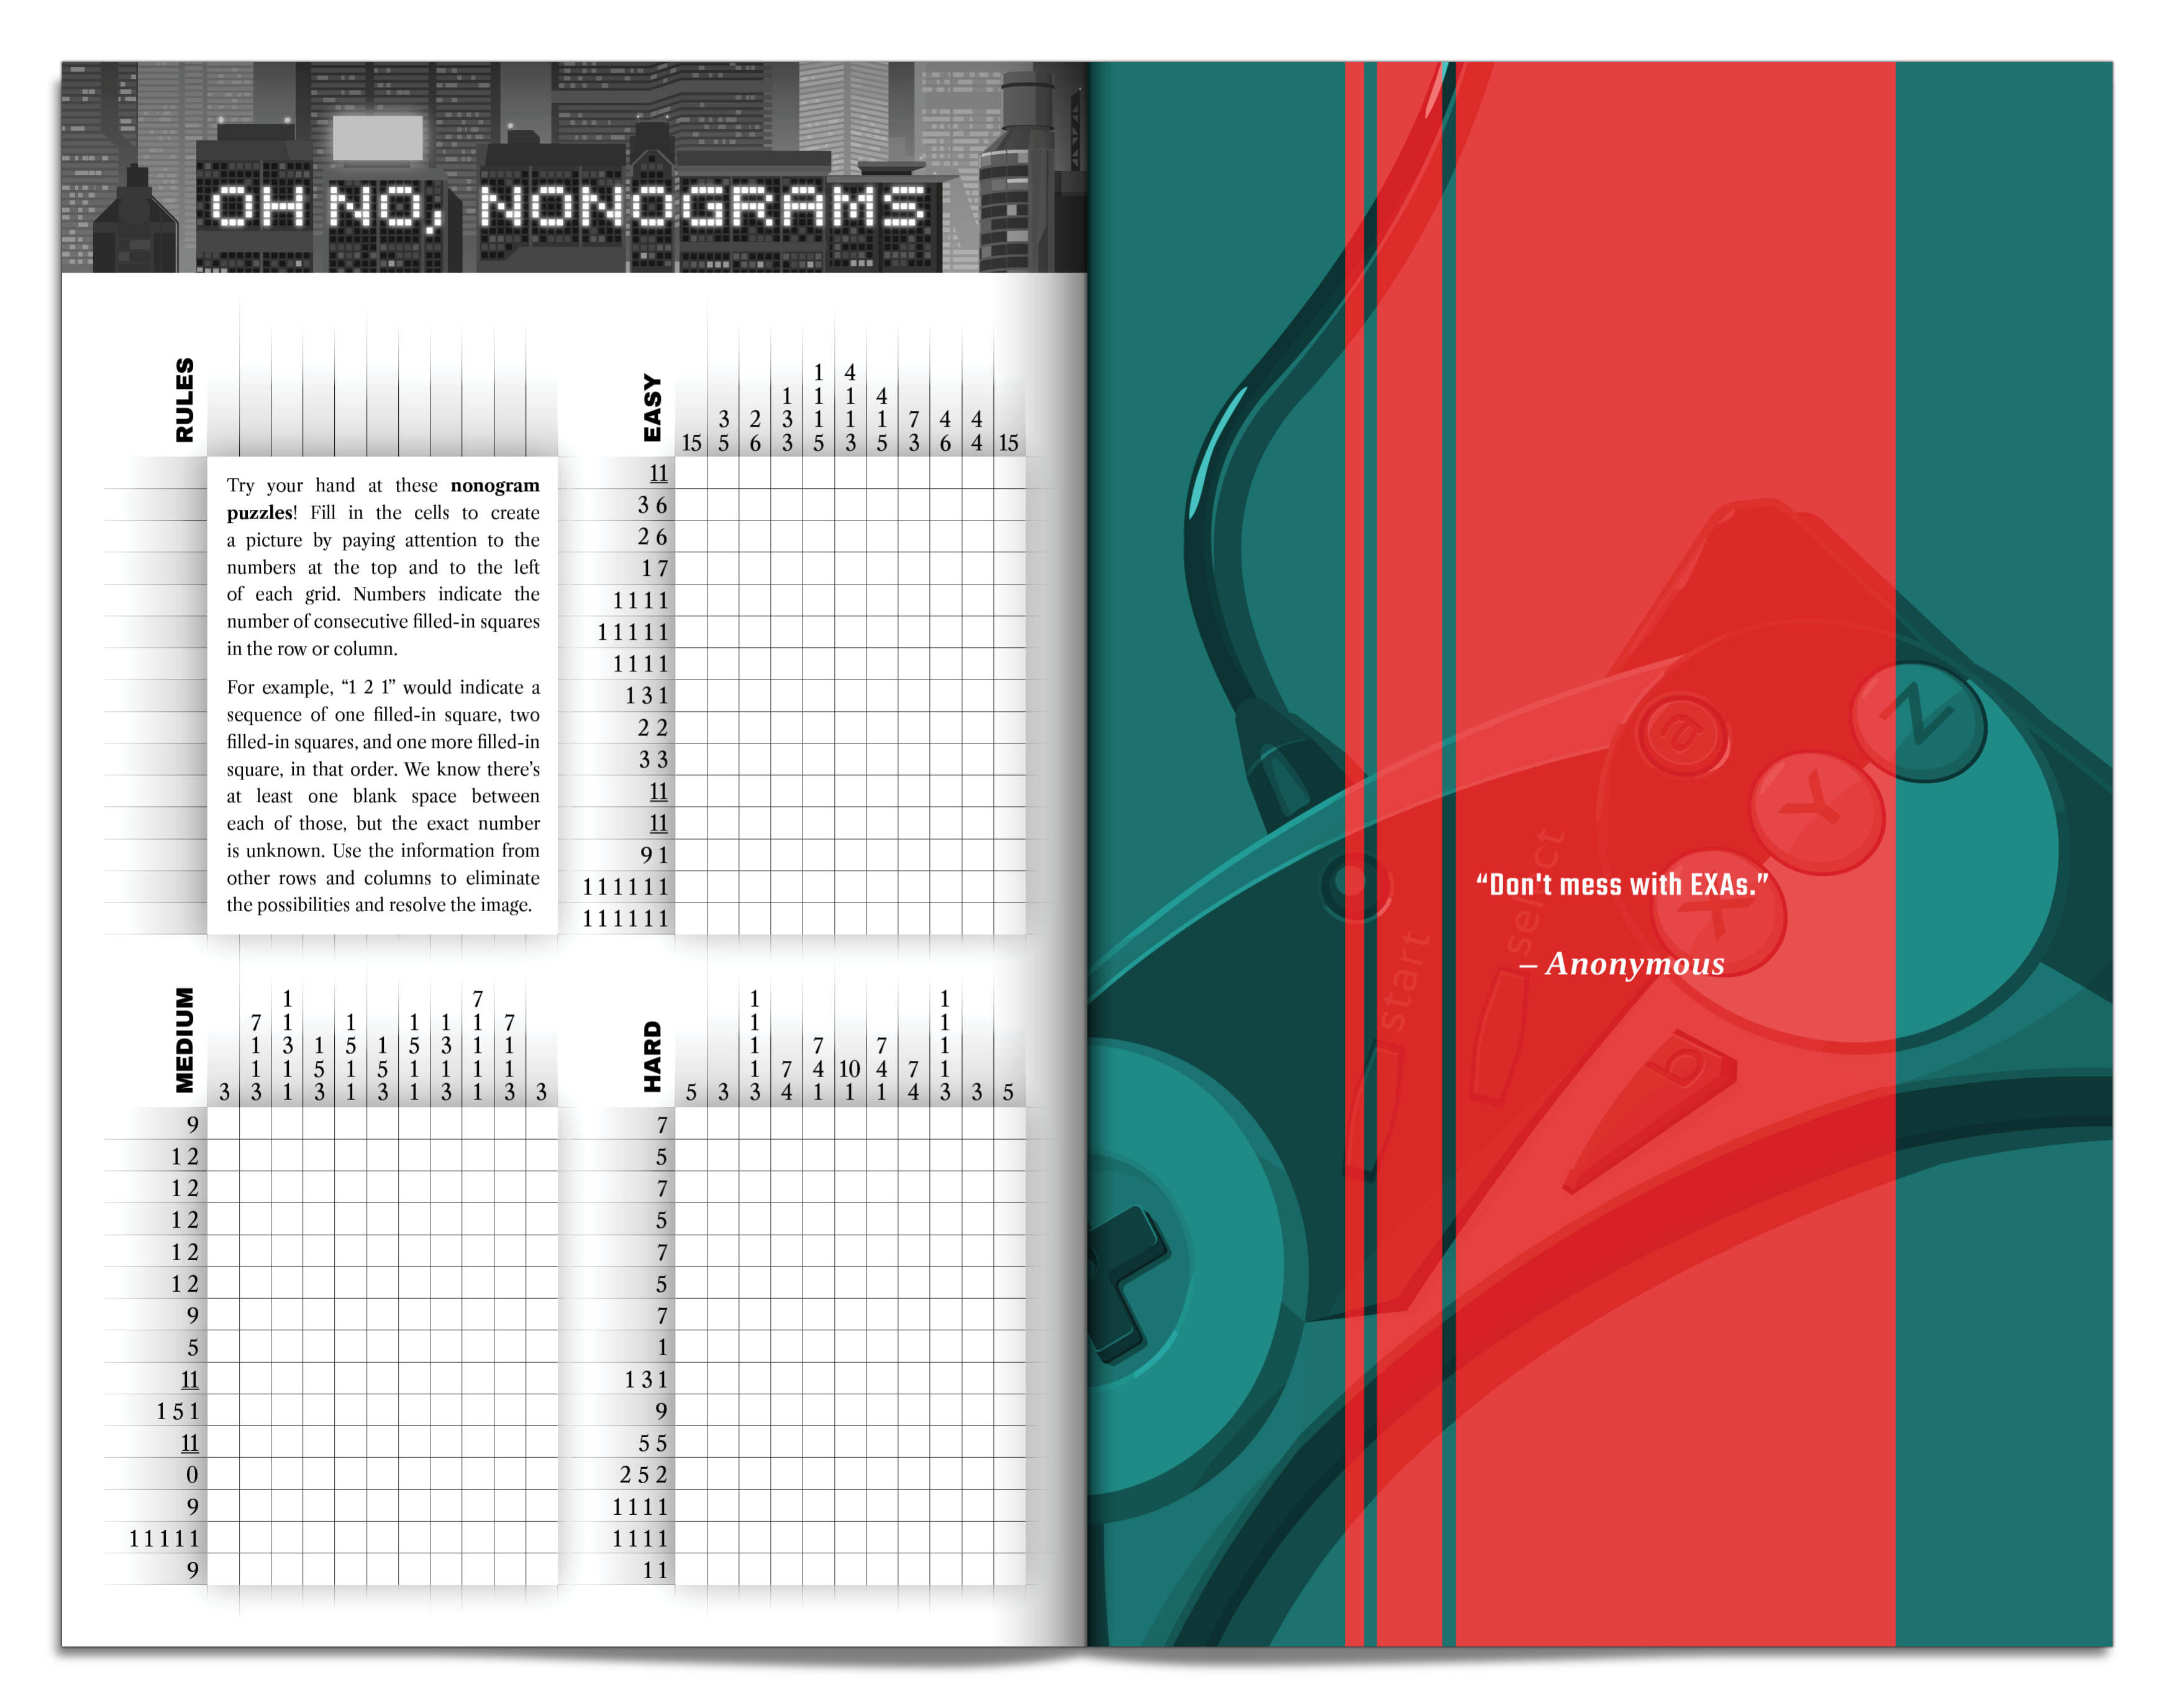 OH NO, NONOGRAMS
RULES
Try your hand at these nonogram
puzzles! Fill in the cells to create
a picture by paying attention to the
numbers at the top and to the left
of each grid. Numbers indicate the
number of consecutive filled-in squares
in the row or column.
For example, “1 2 1” would indicate a
sequence of one filled-in square, two
filled-in squares, and one more filled-in
square, in that order. We know there’s
at least one blank space between
each of those, but the exact number
is unknown. Use the information from
other rows and columns to eliminate
the possibilities and resolve the image.
EASY
1 4
1 1 1 4
3 2 3 1 1 1 7 4 4
15 5 6 3 5 3 5 3 6 4 15
11
3 6
2 6
1 7
1 1 1 1
1 1 1 1 1
1 1 1 1
1 3 1
2 2
3 3
11
11
9 1
1 1 1 1 1 1
1 1 1 1 1 1
MEDIUM
1 7
7 1 1 1 1 1 7
1 3 1 5 1 5 3 1 1
1 1 5 1 5 1 1 1 1
3 3 1 3 1 3 1 3 1 3 3
9
1 2
1 2
1 2
1 2
1 2
9
5
11
1 5 1
11
0
9
1 1 1 1 1
9
HARD
1 1
1 1
1 7 7 1
1 7 4 10 4 7 1
5 3 3 4 1 1 1 4 3 3 5
7
5
7
5
7
5
7
1
1 3 1
9
5 5
2 5 2
1 1 1 1
1 1 1 1
1 1
a
Z
Y
X
b
start
select
“Don't mess with EXAs.”
– Anonymous